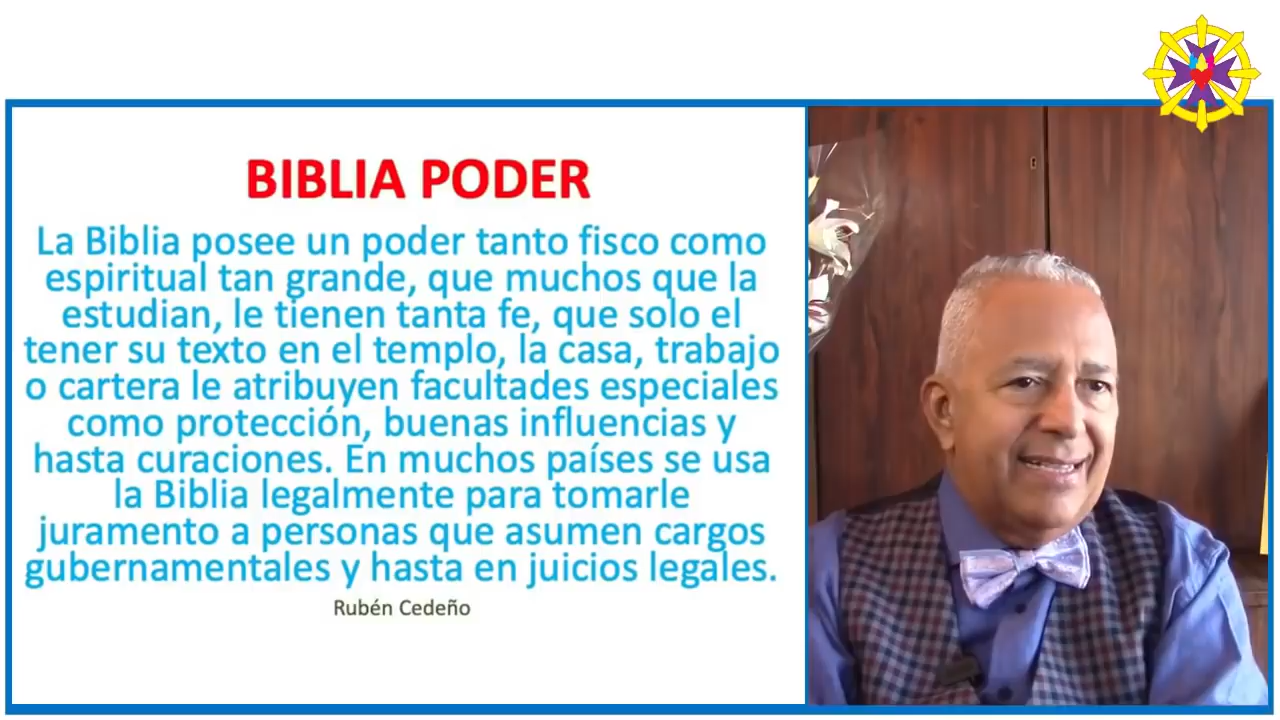 BIBLIA PODER
La Biblia posee un poder tanto fisco como
espiritual tan grande, que muchos que la
estudian, le tienen tanta fe, que solo el
tener su texto en el templo, la casa, trabajo
o cartera le atribuyen facultades especiales
como protección, buenas influencias y
hasta curaciones. En muchos países se usa
la Biblia legalmente para tomarle
juramento a personas que asumen cargos
gubernamentales y hasta en juicios legales.
Rubén Cedeño